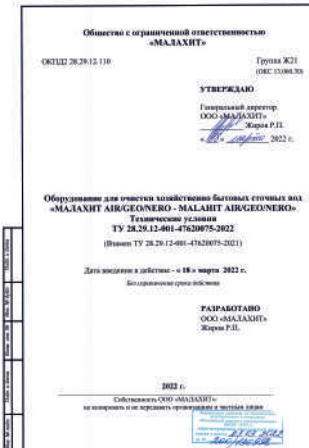 Общество с ограниченной ответственностью
«МАЛАХИТ»
ОКПД2 28.29.12.110
Группа Ж21
(ОКС 13.060.30)
УТВЕРЖДАЮ
Генеральный директор
ООО «МАЛАХИТ»
Жиров Р.П.
марта 2022 г.
Оборудование для очистки хозяйственно бытовых сточных вод
«МАЛАХИТ AIR/GEO/NERO - MALAHIT AIR/GEO/NERO»
Технические условия
ТУ 28.29.12-001-47620075-2022
(Взамен ТУ 28.29.12-001-47620075-2021)
Дата введения в действие - « 18 » марта 2022 г.
Без ограничения срока действия
РАЗРАБОТАНО
ООО «МАЛАХИТ»
Жиров Р.П.
2022 г.
Собственность ООО «МАЛАХИТ»
не копировать и не передавать организациям и частным лицам